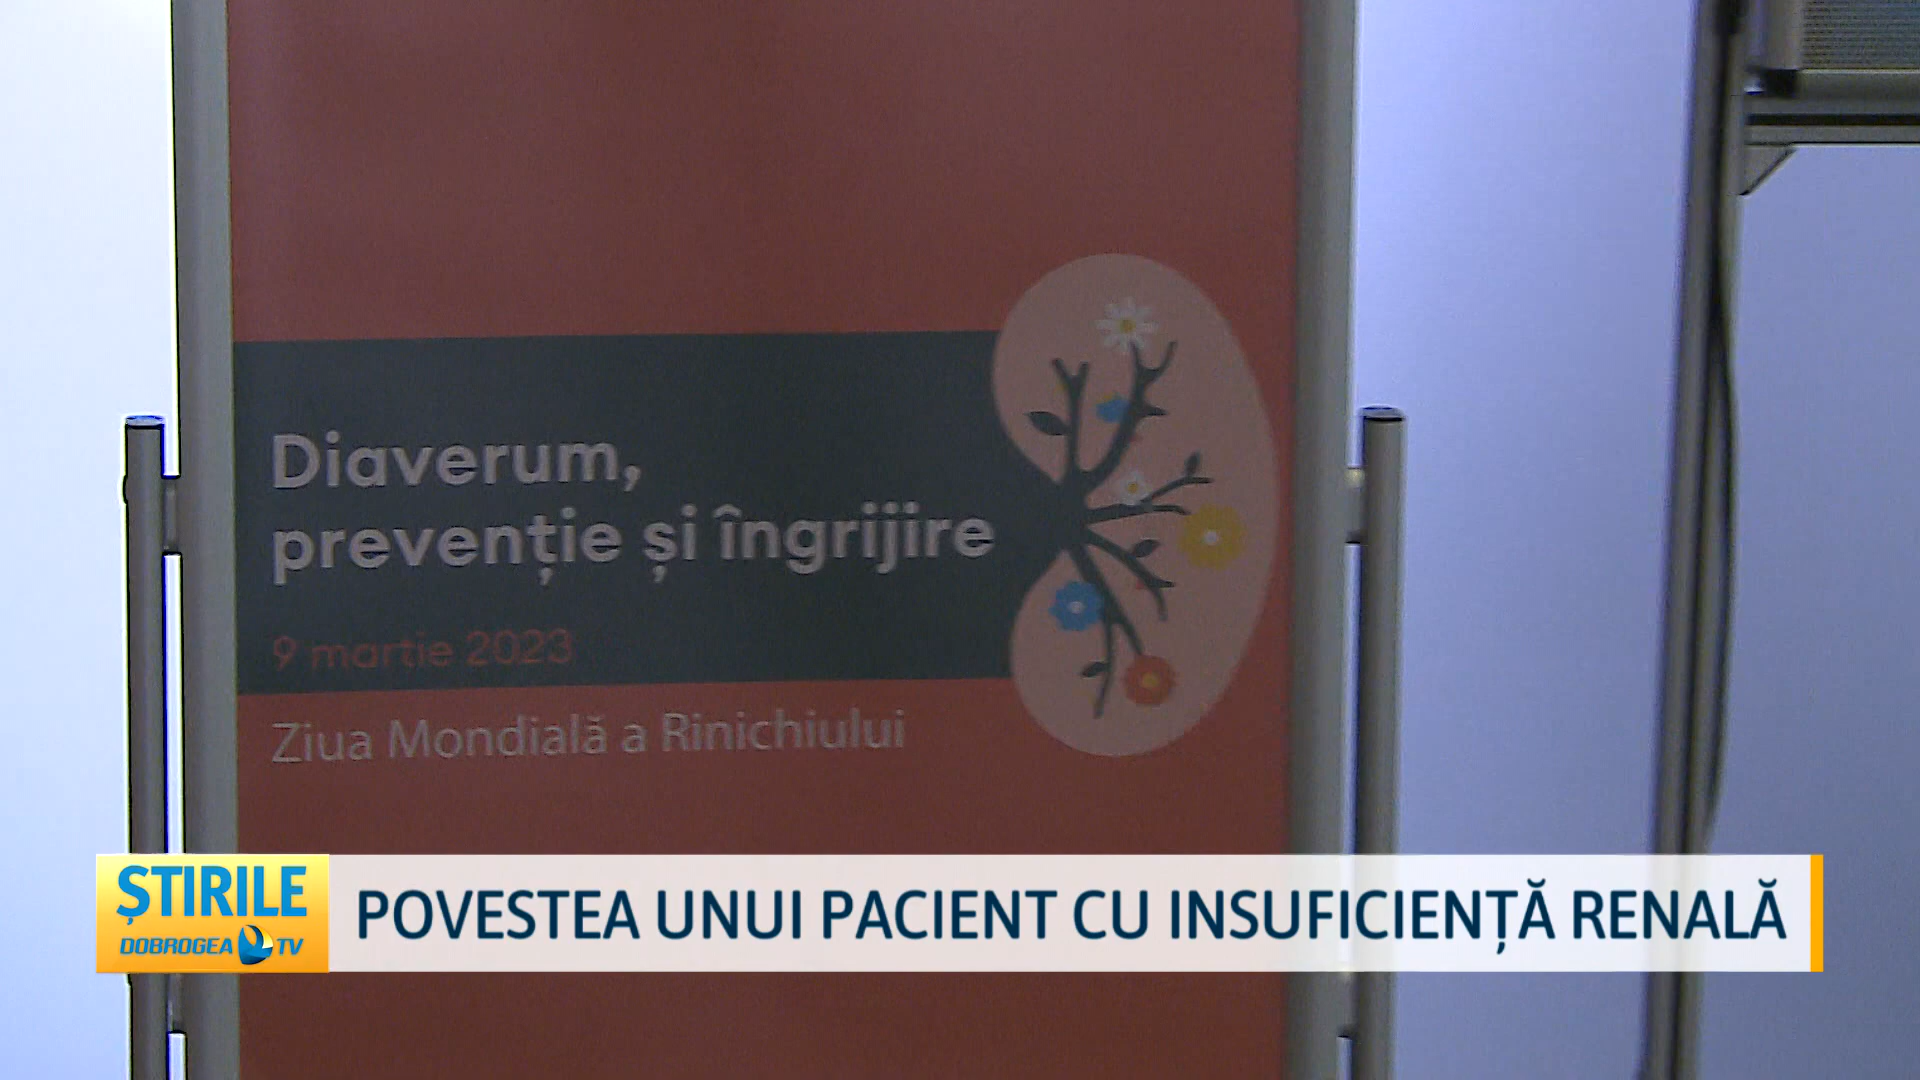 Diaverum,
prevenție și îngrijire
9 martie 2023
Ziua Mondială a Rinichiului
ȘTIRILE
DOBROGEA TV
POVESTEA UNUI PACIENT CU INSUFICIENȚĂ RENALĂ